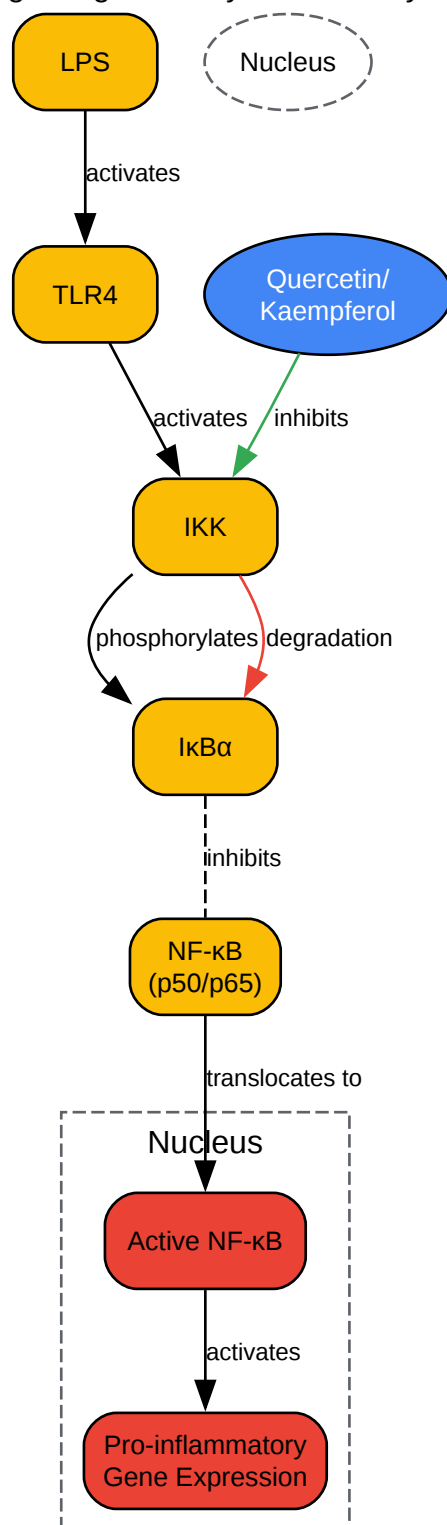 LPS
Nucleus
activates
TLR4
Quercetin/
Kaempferol
activates
inhibits
IKK
phosphorylates
degradation
IκBα
inhibits
NF-κB
(p50/p65)
translocates to
Nucleus
Active NF-κB
activates
Pro-inflammatory
Gene Expression